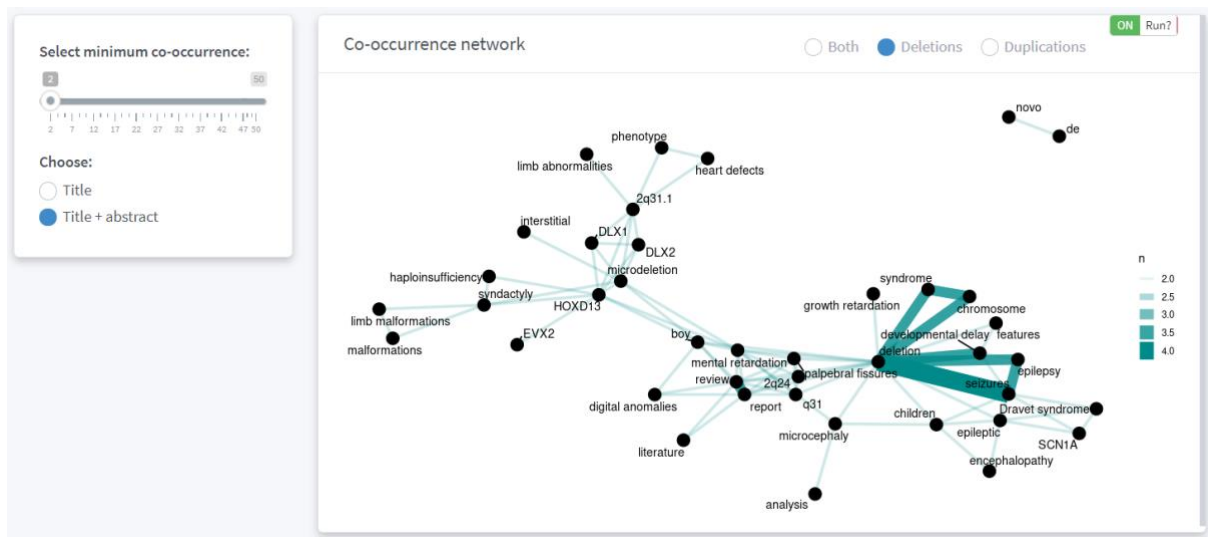 Select minimum co-occurrence:
2 50
2 7 12 17 22 27 32 37 42 47 50
Choose:
Title
Title + abstract
ON Run?
Co-occurrence network
Both Deletions Duplications
novo
de
phenotype
limb abnormalities
heart defects
2q31.1
interstitial
DLX1
DLX2
microdeletion
haploinsufficiency
syndactyly
HOXD13
limb malformations
EVX2
malformations
boy
mental retardation
review
2q24
palpebral fissures
digital anomalies
report
q31
literature
microcephaly
analysis
syndrome
growth retardation
chromosome
developmental delay
features
deletion
epilepsy
seizures
children
Dravet syndrome
epileptic
SCN1A
encephalopathy
n
2.0
2.5
3.0
3.5
4.0